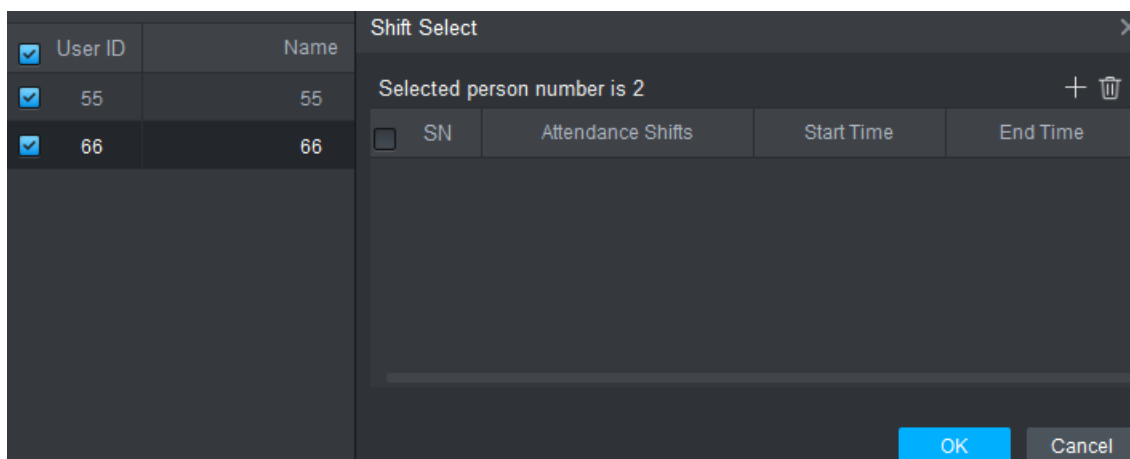 User ID Name
55 55
66 66
Shift Select
Selected person number is 2
SN Attendance Shifts Start Time End Time
OK Cancel